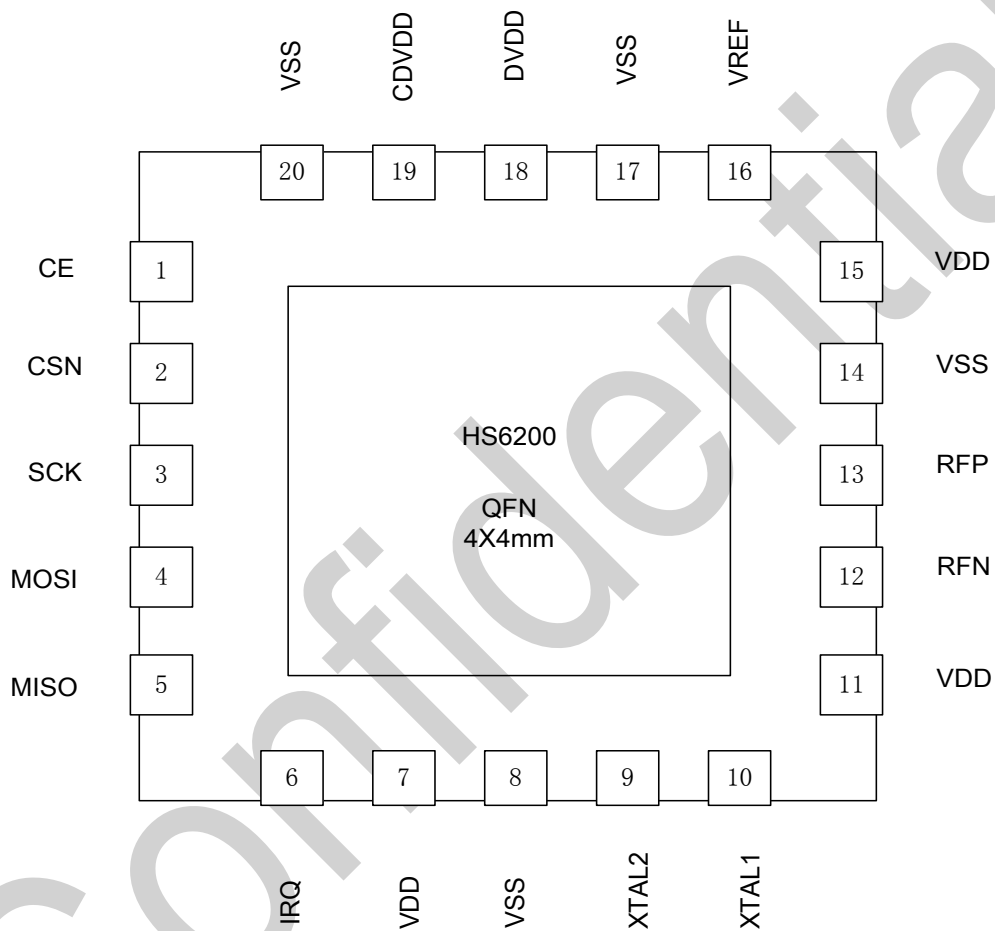 VSS
CDVDD
DVDD
VSS
VREF
20
19
18
17
16
CE
1
15
VDD
CSN
2
14
VSS
SCK
3
13
RFP
MOSI
4
12
RFN
MISO
5
11
VDD
HS6200
QFN
4X4mm
6
7
8
9
10
IRQ
VDD
VSS
XTAL2
XTAL1
Confidential